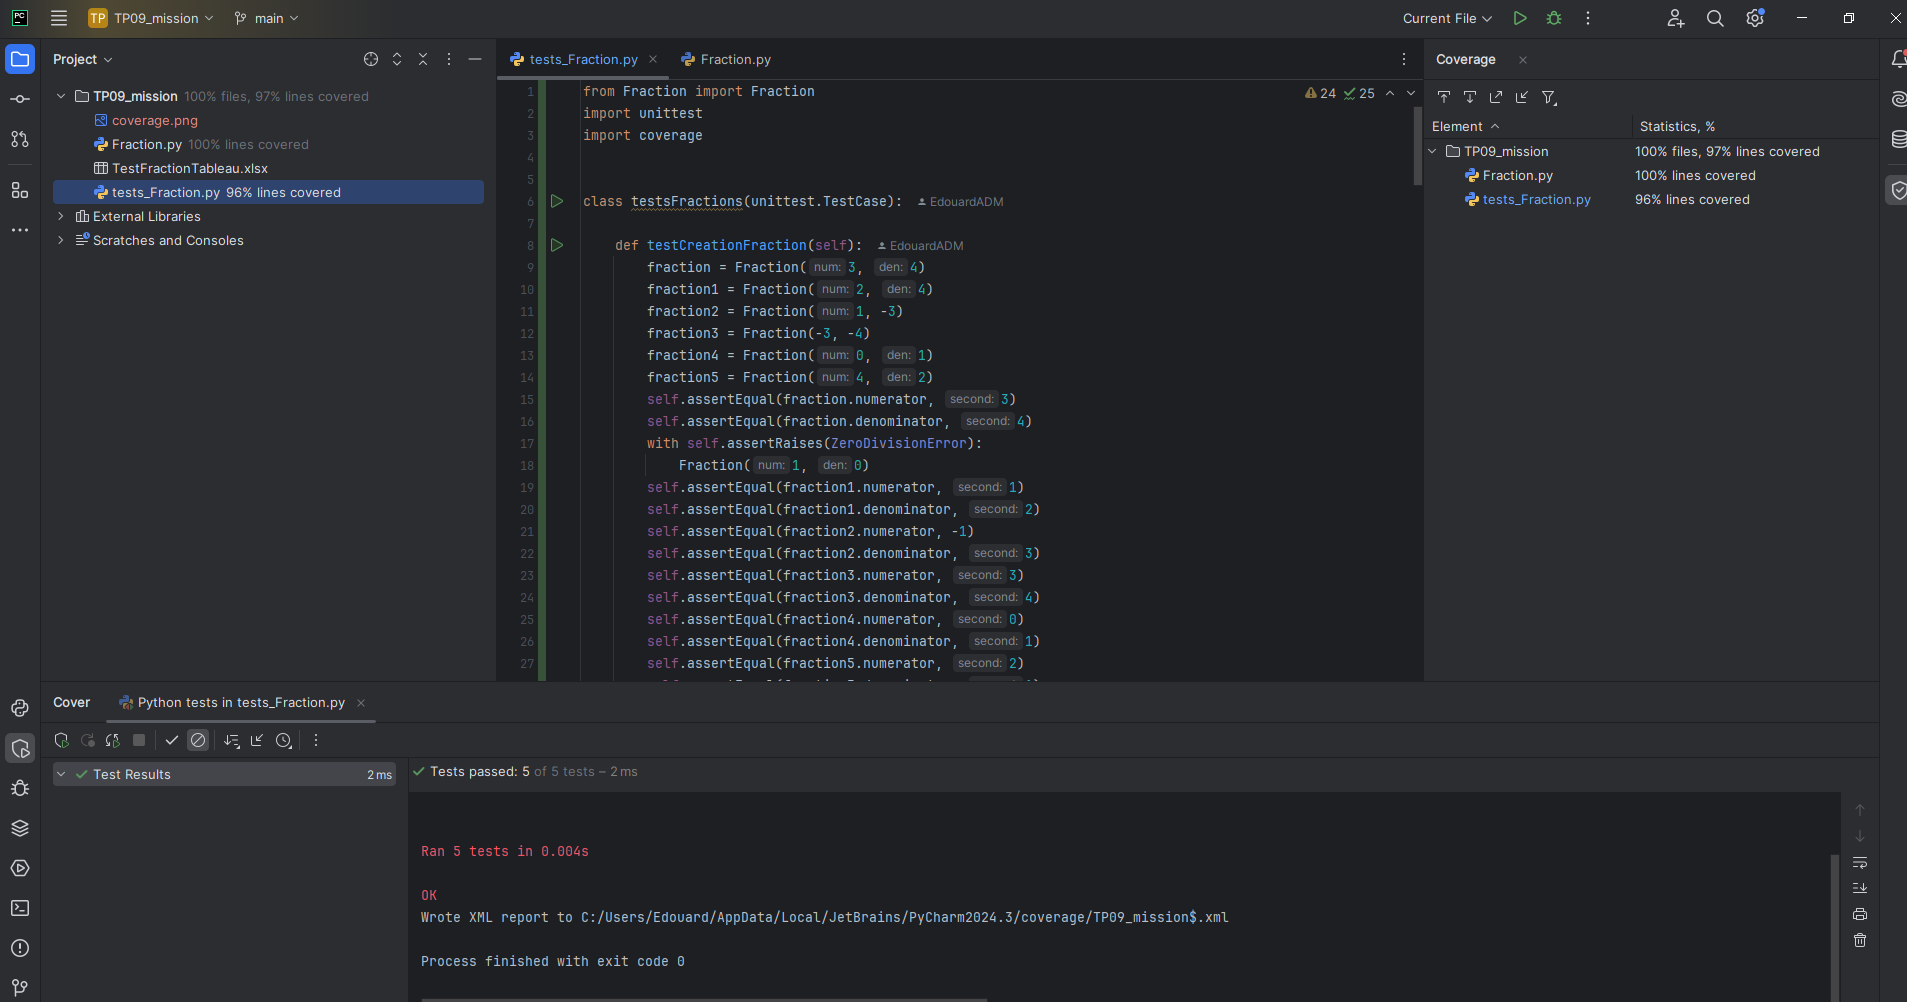 PC
TP TP09_mission main Current File
Project
TP09_mission 100% files, 97% lines covered
coverage.png
Fraction.py 100% lines covered
TestFractionTableau.xlsx
tests_Fraction.py 96% lines covered
External Libraries
Scratches and Consoles
tests_Fraction.py Fraction.py
24 25
1 from Fraction import Fraction
2 import unittest
3 import coverage
4
5
6 class testsFractions(unittest.TestCase): EdouardADM
7
8 def testCreationFraction(self): EdouardADM
9 fraction = Fraction( num: 3, den: 4)
10 fraction1 = Fraction( num: 2, den: 4)
11 fraction2 = Fraction( num: 1, -3)
12 fraction3 = Fraction(-3, -4)
13 fraction4 = Fraction( num: 0, den: 1)
14 fraction5 = Fraction( num: 4, den: 2)
15 self.assertEqual(fraction.numerator, second: 3)
16 self.assertEqual(fraction.denominator, second: 4)
17 with self.assertRaises(ZeroDivisionError):
18 Fraction( num: 1, den: 0)
19 self.assertEqual(fraction1.numerator, second: 1)
20 self.assertEqual(fraction1.denominator, second: 2)
21 self.assertEqual(fraction2.numerator, -1)
22 self.assertEqual(fraction2.denominator, second: 3)
23 self.assertEqual(fraction3.numerator, second: 3)
24 self.assertEqual(fraction3.denominator, second: 4)
25 self.assertEqual(fraction4.numerator, second: 0)
26 self.assertEqual(fraction4.denominator, second: 1)
27 self.assertEqual(fraction5.numerator, second: 2)
Coverage
Element Statistics, %
TP09_mission 100% files, 97% lines covered
Fraction.py 100% lines covered
tests_Fraction.py 96% lines covered
Cover Python tests in tests_Fraction.py
Test Results 2 ms
Tests passed: 5 of 5 tests – 2 ms
Ran 5 tests in 0.004s
OK
Wrote XML report to C:/Users/Edouard/AppData/Local/JetBrains/PyCharm2024.3/coverage/TP09_mission$.xml
Process finished with exit code 0